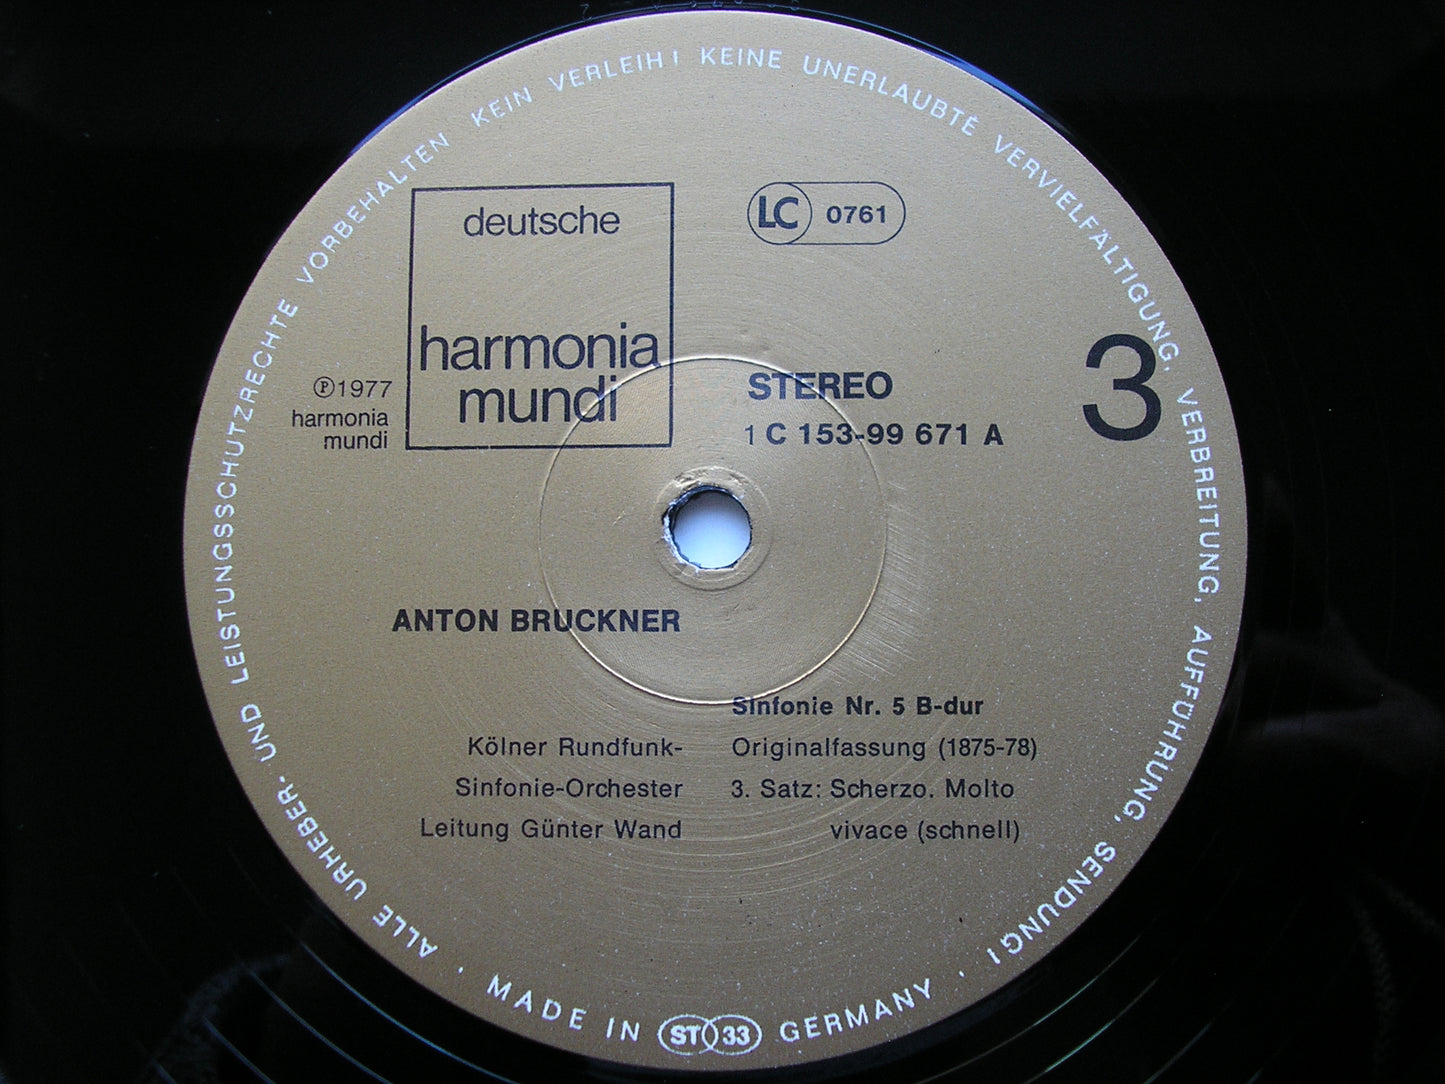 ALLE URHEBER- UND LEISTUNGSSCHUTZRECHTE VORBEHALTEN KEIN VERLEIH! KEINE UNERLAUBTE VERVIELFÄLTIGUNG, VERBREITUNG, AUFFÜHRUNG, SENDUNG!
deutsche
harmonia
mundi
LC 0761
Ⓟ1977
harmonia
mundi
STEREO
1 C 153-99 671 A
3
ANTON BRUCKNER
Kölner Rundfunk-
Sinfonie-Orchester
Leitung Günter Wand
Sinfonie Nr. 5 B-dur
Originalfassung (1875-78)
3. Satz: Scherzo. Molto
vivace (schnell)
· MADE IN ST 33 GERMANY ·